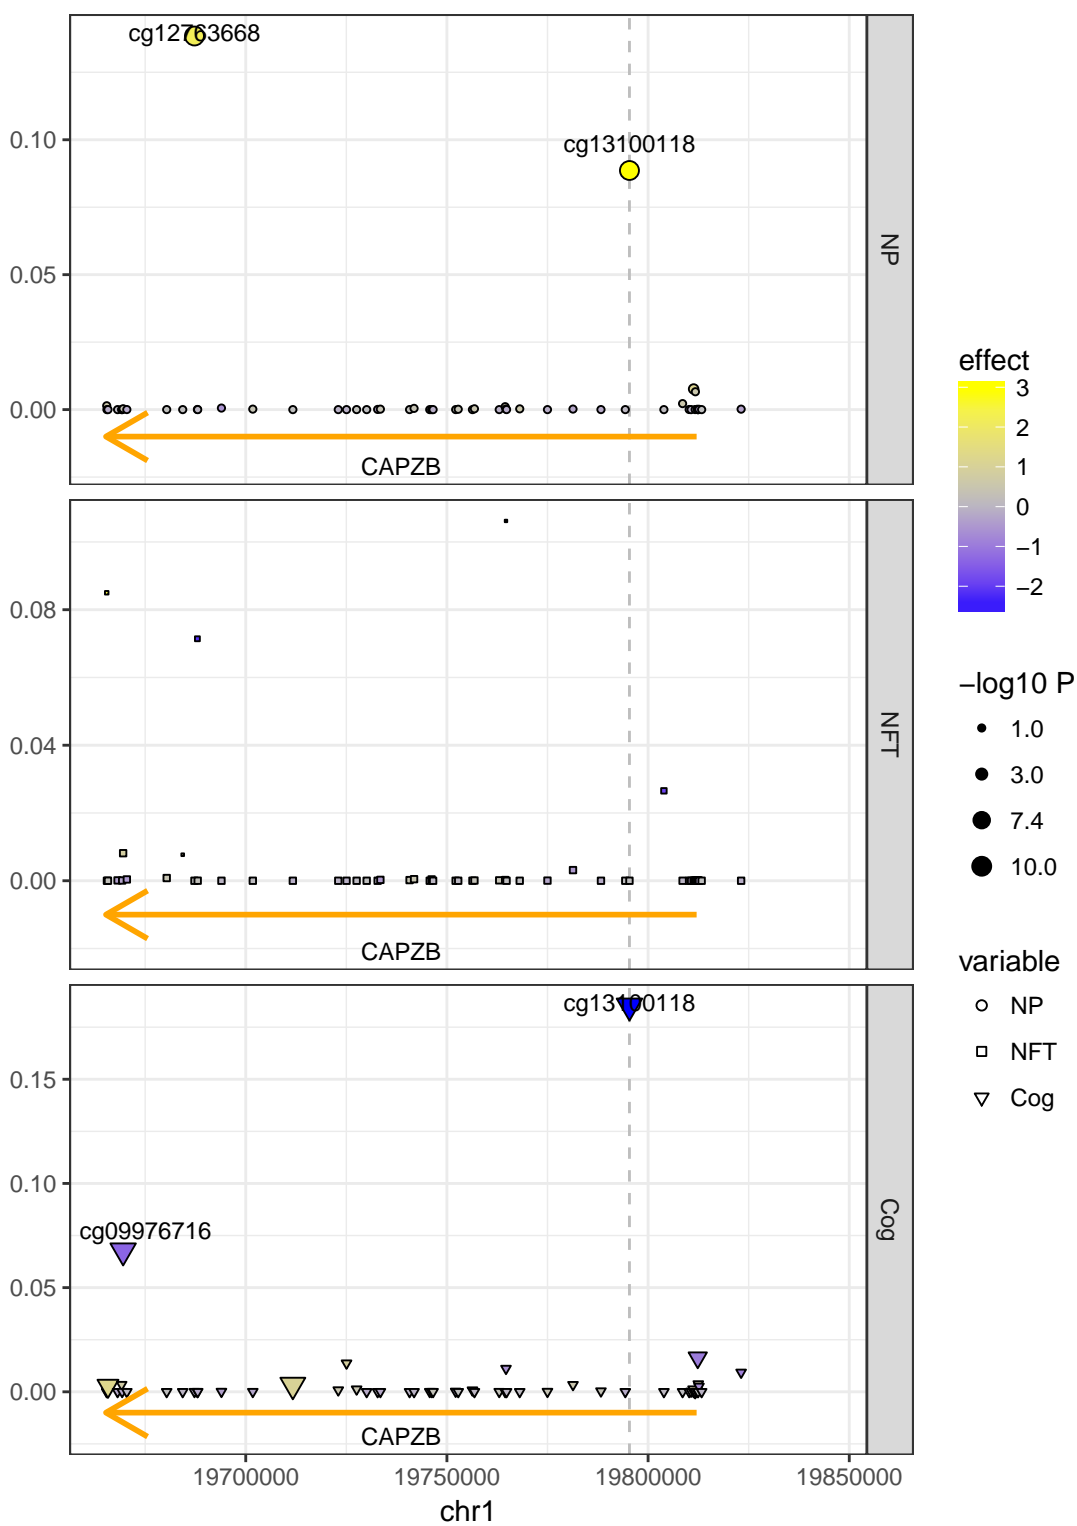 cg12763668
0.10
cg13100118
0.05
0.00
CAPZB
NP
0.08
0.04
0.00
CAPZB
NFT
cg13100118
0.15
0.10
cg09976716
0.05
0.00
CAPZB
Cog
19700000 19750000 19800000 19850000
chr1
effect
3
2
1
0
−1
−2
−log10 P
1.0
3.0
7.4
10.0
variable
NP
NFT
Cog